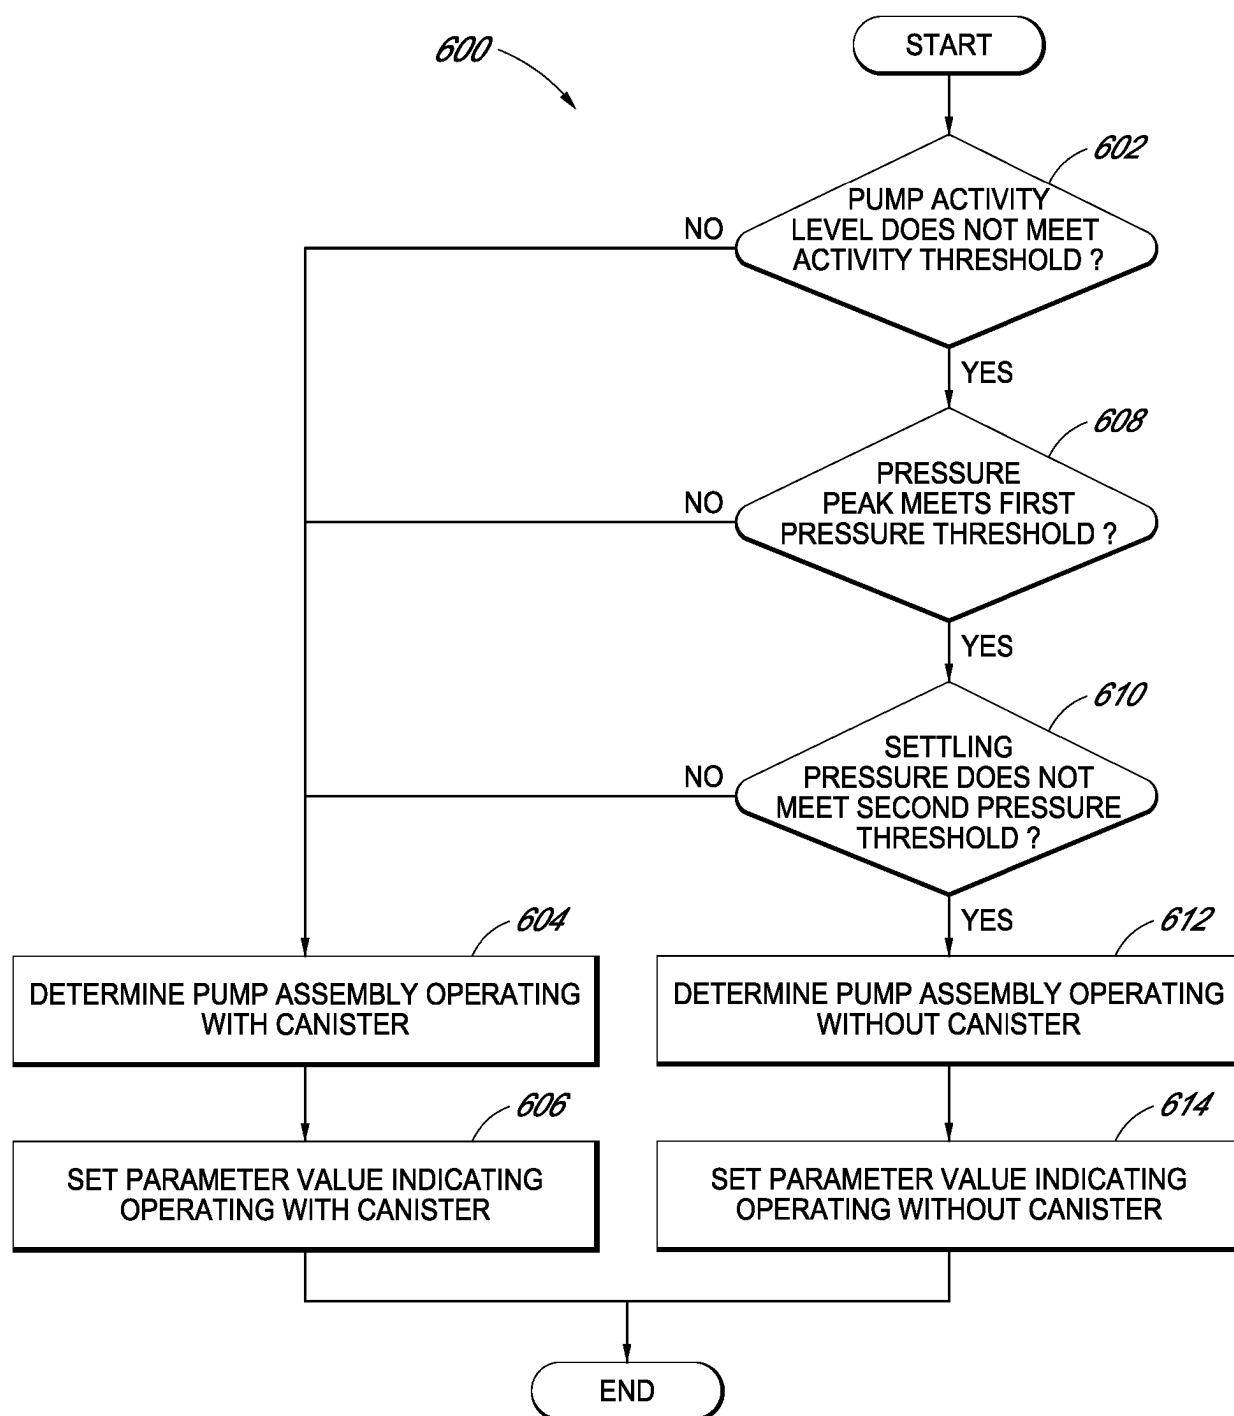 600
START
602
PUMP ACTIVITY
LEVEL DOES NOT MEET
ACTIVITY THRESHOLD ?
NO
YES
608
PRESSURE
PEAK MEETS FIRST
PRESSURE THRESHOLD ?
NO
YES
610
SETTLING
PRESSURE DOES NOT
MEET SECOND PRESSURE
THRESHOLD ?
NO
YES
604
DETERMINE PUMP ASSEMBLY OPERATING
WITH CANISTER
612
DETERMINE PUMP ASSEMBLY OPERATING
WITHOUT CANISTER
606
SET PARAMETER VALUE INDICATING
OPERATING WITH CANISTER
614
SET PARAMETER VALUE INDICATING
OPERATING WITHOUT CANISTER
END